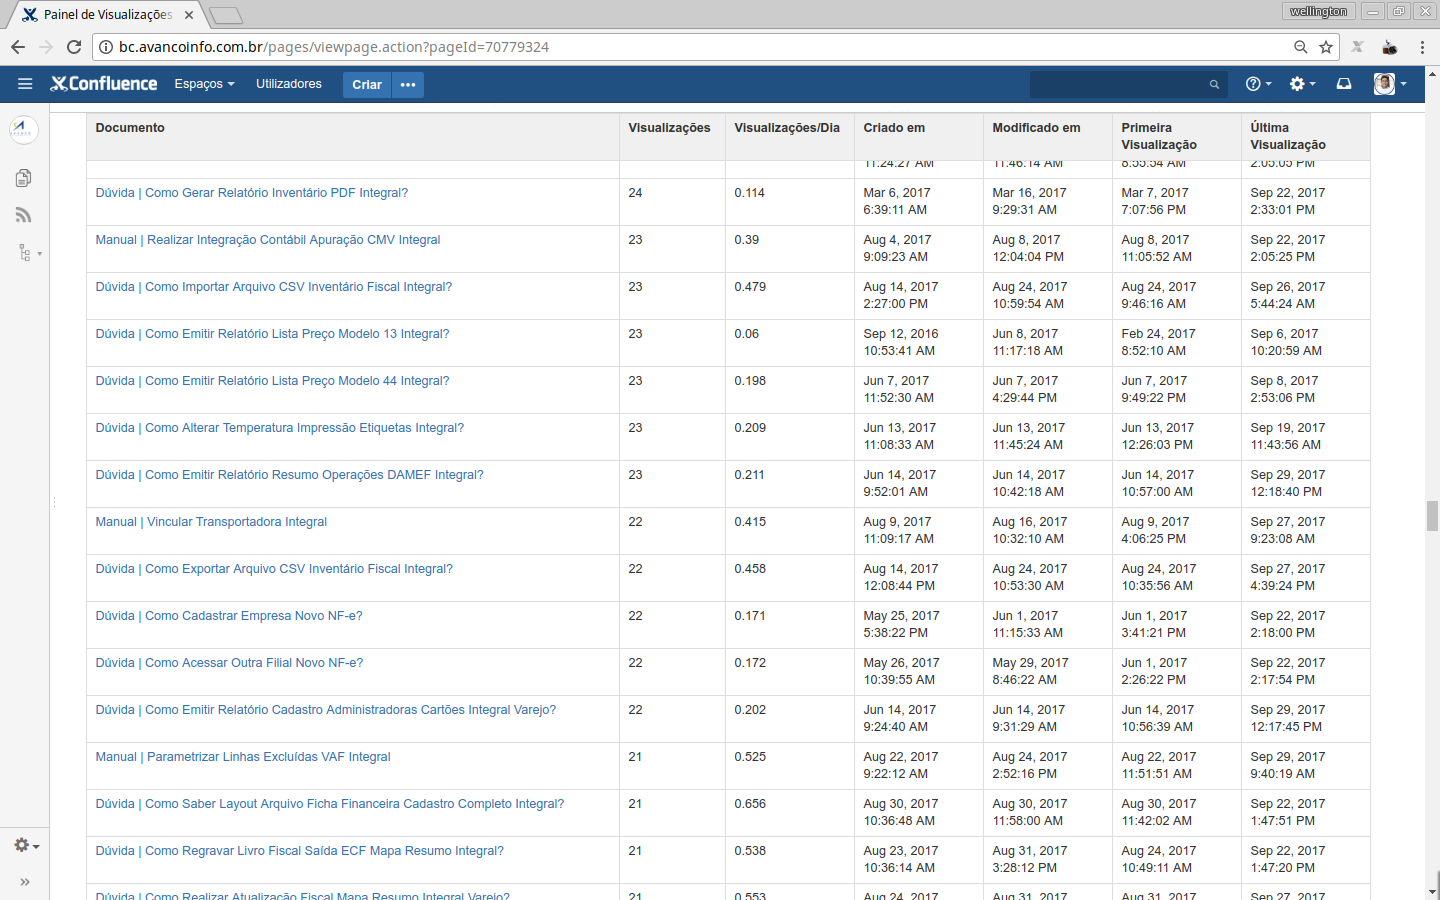 Painel de Visualizações
wellington
bc.avancoinfo.com.br/pages/viewpage.action?pageId=70779324
Confluence Espaços Utilizadores Criar
Documento Visualizações Visualizações/Dia Criado em Modificado em Primeira Visualização Última Visualização
11:24:27 AM 11:46:14 AM 8:55:54 AM 2:05:05 PM
Dúvida | Como Gerar Relatório Inventário PDF Integral? 24 0.114 Mar 6, 2017 6:39:11 AM Mar 16, 2017 9:29:31 AM Mar 7, 2017 7:07:56 PM Sep 22, 2017 2:33:01 PM
Manual | Realizar Integração Contábil Apuração CMV Integral 23 0.39 Aug 4, 2017 9:09:23 AM Aug 8, 2017 12:04:04 PM Aug 8, 2017 11:05:52 AM Sep 22, 2017 2:05:25 PM
Dúvida | Como Importar Arquivo CSV Inventário Fiscal Integral? 23 0.479 Aug 14, 2017 2:27:00 PM Aug 24, 2017 10:59:54 AM Aug 24, 2017 9:46:16 AM Sep 26, 2017 5:44:24 AM
Dúvida | Como Emitir Relatório Lista Preço Modelo 13 Integral? 23 0.06 Sep 12, 2016 10:53:41 AM Jun 8, 2017 11:17:18 AM Feb 24, 2017 8:52:10 AM Sep 6, 2017 10:20:59 AM
Dúvida | Como Emitir Relatório Lista Preço Modelo 44 Integral? 23 0.198 Jun 7, 2017 11:52:30 AM Jun 7, 2017 4:29:44 PM Jun 7, 2017 9:49:22 PM Sep 8, 2017 2:53:06 PM
Dúvida | Como Alterar Temperatura Impressão Etiquetas Integral? 23 0.209 Jun 13, 2017 11:08:33 AM Jun 13, 2017 11:45:24 AM Jun 13, 2017 12:26:03 PM Sep 19, 2017 11:43:56 AM
Dúvida | Como Emitir Relatório Resumo Operações DAMEF Integral? 23 0.211 Jun 14, 2017 9:52:01 AM Jun 14, 2017 10:42:18 AM Jun 14, 2017 10:57:00 AM Sep 29, 2017 12:18:40 PM
Manual | Vincular Transportadora Integral 22 0.415 Aug 9, 2017 11:09:17 AM Aug 16, 2017 10:32:10 AM Aug 9, 2017 4:06:25 PM Sep 27, 2017 9:23:08 AM
Dúvida | Como Exportar Arquivo CSV Inventário Fiscal Integral? 22 0.458 Aug 14, 2017 12:08:44 PM Aug 24, 2017 10:53:30 AM Aug 24, 2017 10:35:56 AM Sep 27, 2017 4:39:24 PM
Dúvida | Como Cadastrar Empresa Novo NF-e? 22 0.171 May 25, 2017 5:38:22 PM Jun 1, 2017 11:15:33 AM Jun 1, 2017 3:41:21 PM Sep 22, 2017 2:18:00 PM
Dúvida | Como Acessar Outra Filial Novo NF-e? 22 0.172 May 26, 2017 10:39:55 AM May 29, 2017 8:46:22 AM Jun 1, 2017 2:26:22 PM Sep 22, 2017 2:17:54 PM
Dúvida | Como Emitir Relatório Cadastro Administradoras Cartões Integral Varejo? 22 0.202 Jun 14, 2017 9:24:40 AM Jun 14, 2017 9:31:29 AM Jun 14, 2017 10:56:39 AM Sep 29, 2017 12:17:45 PM
Manual | Parametrizar Linhas Excluídas VAF Integral 21 0.525 Aug 22, 2017 9:22:12 AM Aug 24, 2017 2:52:16 PM Aug 22, 2017 11:51:51 AM Sep 29, 2017 9:40:19 AM
Dúvida | Como Saber Layout Arquivo Ficha Financeira Cadastro Completo Integral? 21 0.656 Aug 30, 2017 10:36:48 AM Aug 30, 2017 11:58:00 AM Aug 30, 2017 11:42:02 AM Sep 22, 2017 1:47:51 PM
Dúvida | Como Regravar Livro Fiscal Saída ECF Mapa Resumo Integral? 21 0.538 Aug 23, 2017 10:36:14 AM Aug 31, 2017 3:28:12 PM Aug 24, 2017 10:49:11 AM Sep 22, 2017 1:47:20 PM
Dúvida | Como Realizar Atualização Fiscal Mapa Resumo Integral Varejo? 21 0.553 Aug 24, 2017 Aug 31, 2017 Aug 31, 2017 Sep 27, 2017